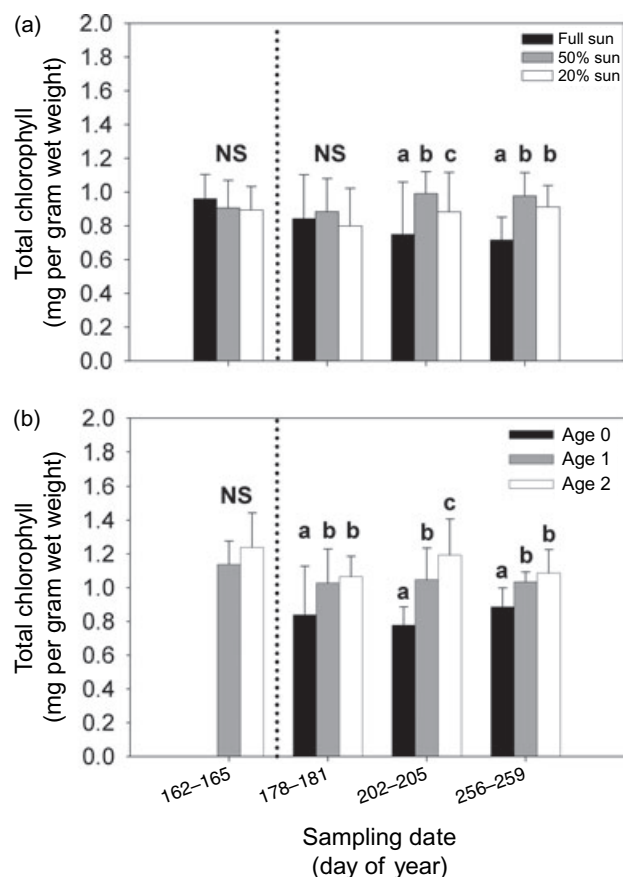 (a)
Total chlorophyll
(mg per gram wet weight)
2.0
1.8
1.6
1.4
1.2
1.0
0.8
0.6
0.4
0.2
0.0
Full sun
50% sun
20% sun
NS
NS
a b c
a b b
(b)
Total chlorophyll
(mg per gram wet weight)
2.0
1.8
1.6
1.4
1.2
1.0
0.8
0.6
0.4
0.2
0.0
Age 0
Age 1
Age 2
NS
a b b
a b c
a b b
162–165
178–181
202–205
256–259
Sampling date
(day of year)